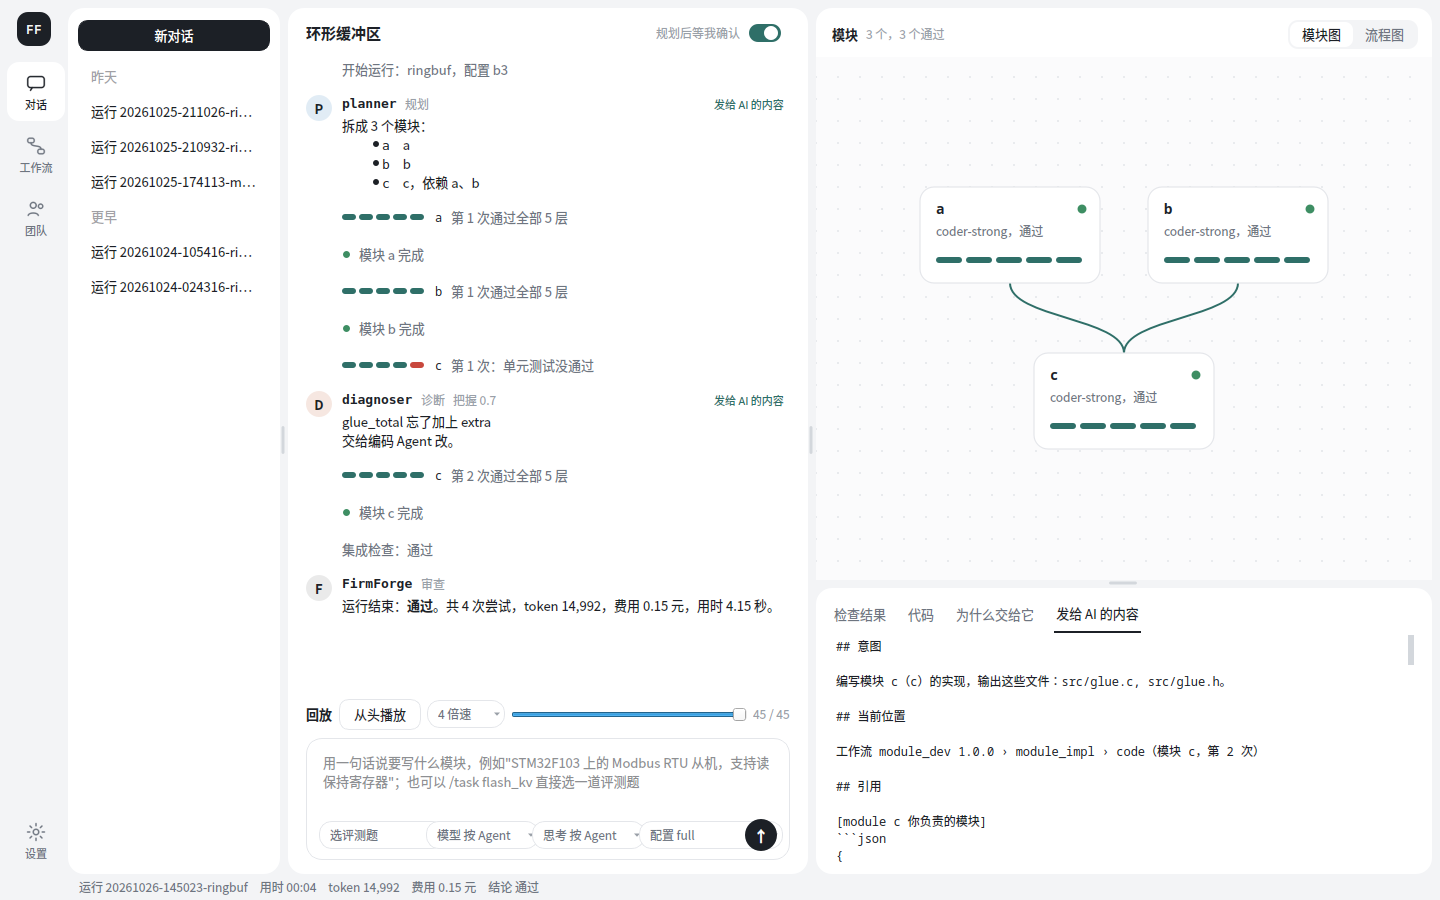 FF
对话
工作流
团队
设置
新对话
昨天
运行 20261025-211026-ri…
运行 20261025-210932-ri…
运行 20261025-174113-m…
更早
运行 20261024-105416-ri…
运行 20261024-024316-ri…
环形缓冲区
规划后等我确认
开始运行：ringbuf，配置 b3
P
planner 规划
发给 AI 的内容
拆成 3 个模块：
a a
b b
c c，依赖 a、b
a 第 1 次通过全部 5 层
模块 a 完成
b 第 1 次通过全部 5 层
模块 b 完成
c 第 1 次：单元测试没通过
D
diagnoser 诊断 把握 0.7
发给 AI 的内容
glue_total 忘了加上 extra
交给编码 Agent 改。
c 第 2 次通过全部 5 层
模块 c 完成
集成检查：通过
F
FirmForge 审查
运行结束：通过。共 4 次尝试，token 14,992，费用 0.15 元，用时 4.15 秒。
回放
从头播放
4 倍速
45 / 45
用一句话说要写什么模块，例如"STM32F103 上的 Modbus RTU 从机，支持读
保持寄存器"；也可以 /task flash_kv 直接选一道评测题
选评测题
模型 按 Agent
思考 按 Agent
配置 full
模块 3 个，3 个通过
模块图
流程图
a
coder-strong，通过
b
coder-strong，通过
c
coder-strong，通过
检查结果
代码
为什么交给它
发给 AI 的内容
## 意图
编写模块 c（c）的实现，输出这些文件：src/glue.c, src/glue.h。
## 当前位置
工作流 module_dev 1.0.0 › module_impl › code（模块 c，第 2 次）
## 引用
[module c 你负责的模块]
```json
{
运行 20261026-145023-ringbuf 用时 00:04 token 14,992 费用 0.15 元 结论 通过